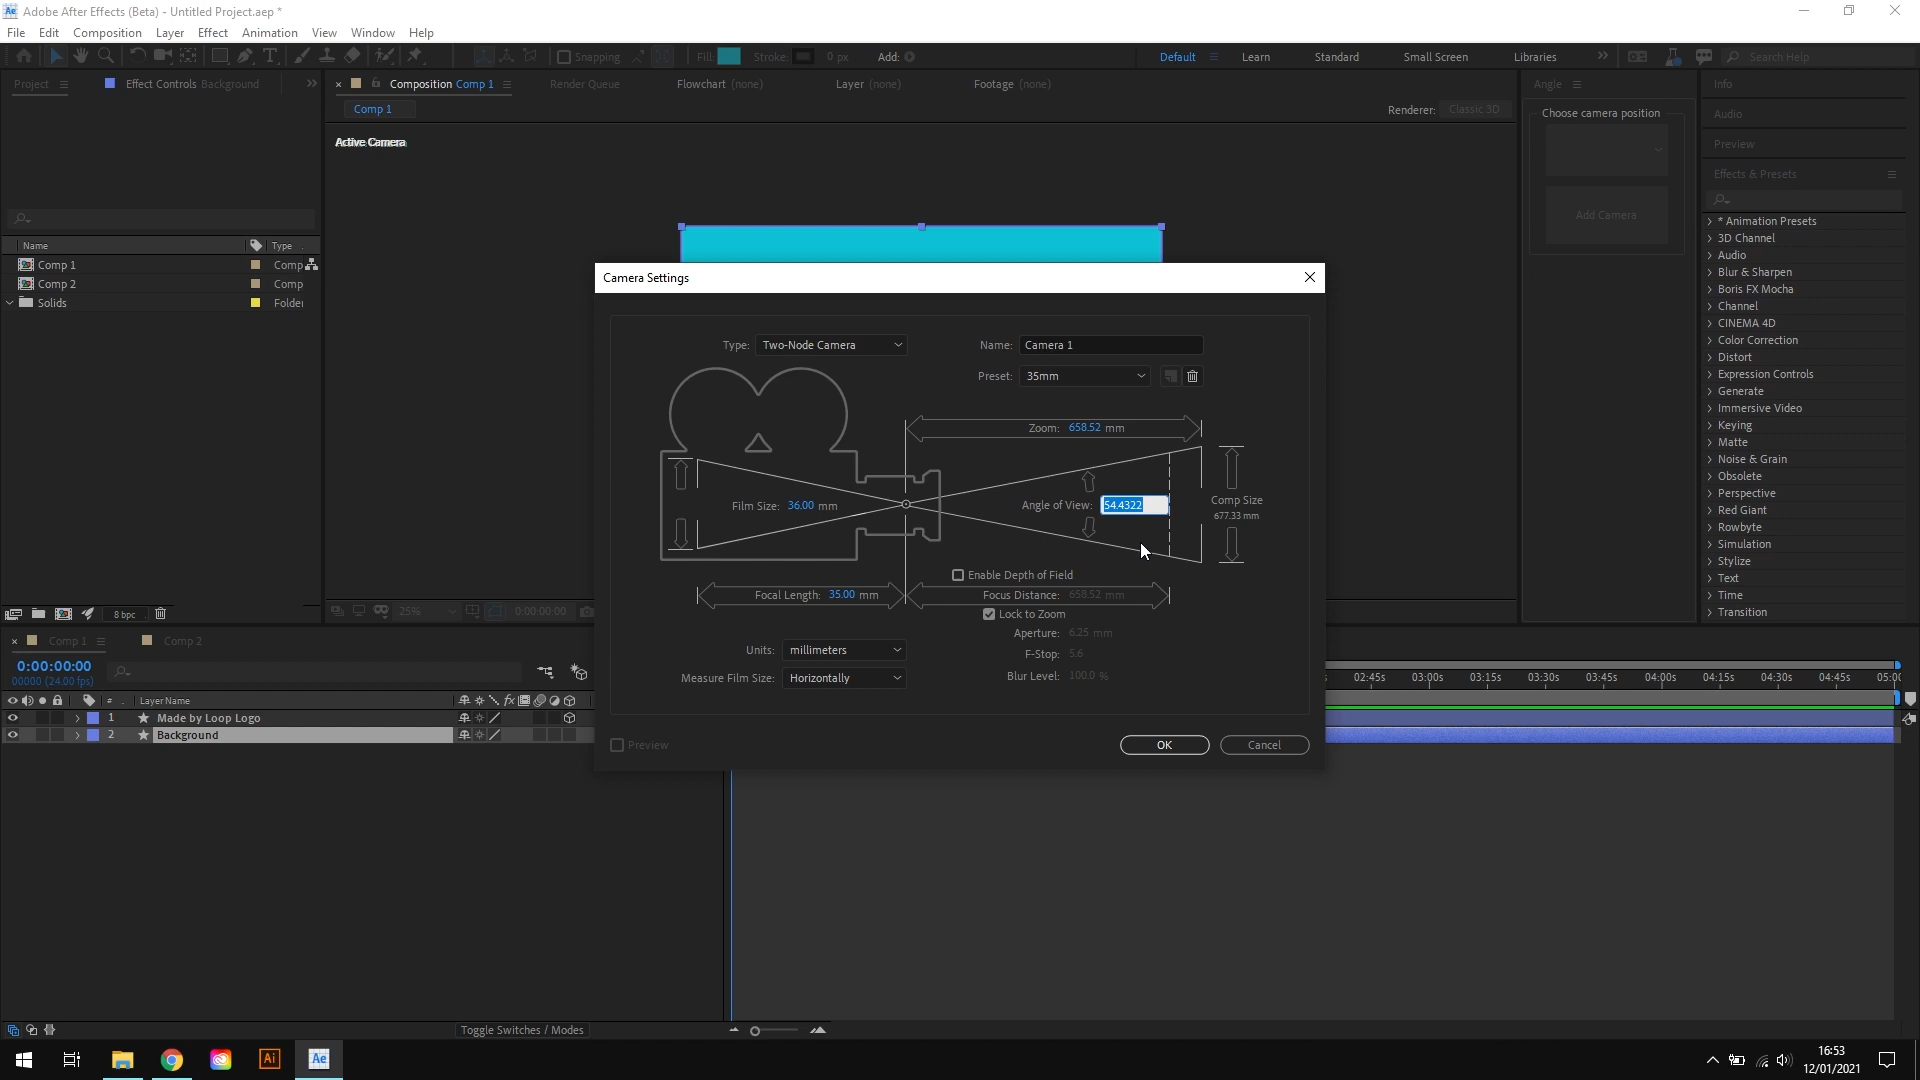 Adobe After Effects (Beta) - Untitled Project.aep *
File Edit Composition Layer Effect Animation View Window Help
Snapping Fill: Stroke: 0 px Add: Default Learn Standard Small Screen Libraries Search Help
Project Effect Controls Background Composition Comp 1 Render Queue Flowchart (none) Layer (none) Footage (none) Angle Info
Comp 1 Renderer: Classic 3D
Choose camera position
Audio
Active Camera
Preview
Effects & Presets
Add Camera
Name Type
Comp 1 Comp
Comp 2 Comp
Solids Folder
* Animation Presets
3D Channel
Audio
Blur & Sharpen
Boris FX Mocha
Channel
CINEMA 4D
Color Correction
Distort
Expression Controls
Generate
Immersive Video
Keying
Matte
Noise & Grain
Obsolete
Perspective
Red Giant
Rowbyte
Simulation
Stylize
Text
Time
Transition
Camera Settings
Type: Two-Node Camera Name: Camera 1
Preset: 35mm
Zoom: 658.52 mm
Film Size: 36.00 mm Angle of View: 54.4322 Comp Size
677.33 mm
Enable Depth of Field
Focal Length: 35.00 mm Focus Distance: 658.52 mm
Lock to Zoom
Aperture: 6.25 mm
Units: millimeters F-Stop: 5.6
Measure Film Size: Horizontally Blur Level: 100.0 %
Preview OK Cancel
8 bpc 25% 0:00:00:00
Comp 1 Comp 2
0:00:00:00
00000 (24.00 fps)
02:45s 03:00s 03:15s 03:30s 03:45s 04:00s 04:15s 04:30s 04:45s 05:00
# Layer Name fx
1 Made by Loop Logo
2 Background
Toggle Switches / Modes
Ai Ae
16:53
12/01/2021